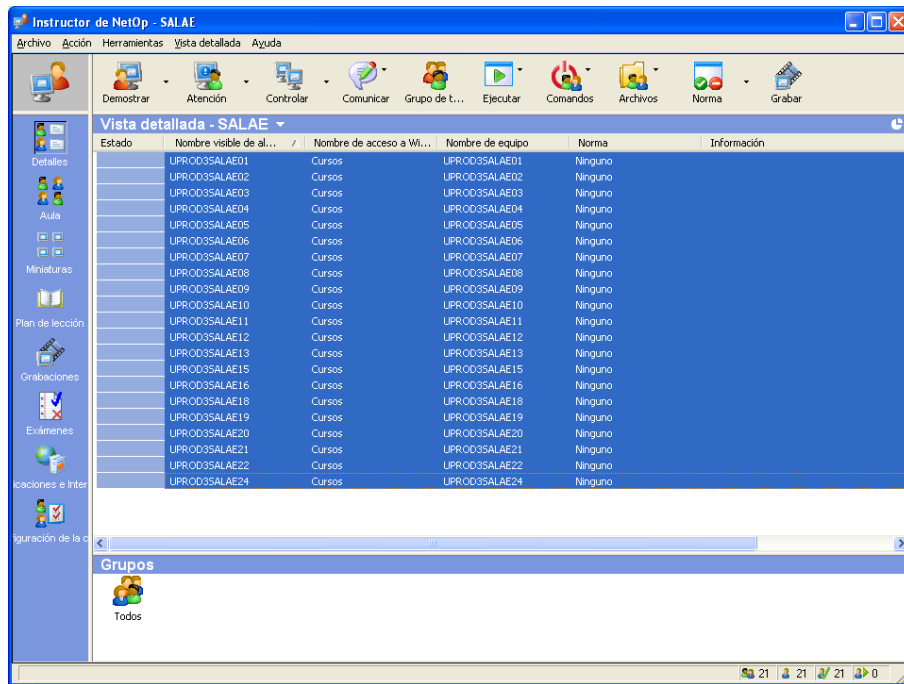 Instructor de NetOp - SALAE
Archivo Acción Herramientas Vista detallada Ayuda
Demostrar Atención Controlar Comunicar Grupo de t... Ejecutar Comandos Archivos Norma Grabar
Vista detallada - SALAE
Estado Nombre visible de al... Nombre de acceso a Wi... Nombre de equipo Norma Información
UPROD3SALAE01 Cursos UPROD3SALAE01 Ninguno
UPROD3SALAE02 Cursos UPROD3SALAE02 Ninguno
UPROD3SALAE03 Cursos UPROD3SALAE03 Ninguno
UPROD3SALAE04 Cursos UPROD3SALAE04 Ninguno
UPROD3SALAE05 Cursos UPROD3SALAE05 Ninguno
UPROD3SALAE06 Cursos UPROD3SALAE06 Ninguno
UPROD3SALAE07 Cursos UPROD3SALAE07 Ninguno
UPROD3SALAE08 Cursos UPROD3SALAE08 Ninguno
UPROD3SALAE09 Cursos UPROD3SALAE09 Ninguno
UPROD3SALAE10 Cursos UPROD3SALAE10 Ninguno
UPROD3SALAE11 Cursos UPROD3SALAE11 Ninguno
UPROD3SALAE12 Cursos UPROD3SALAE12 Ninguno
UPROD3SALAE13 Cursos UPROD3SALAE13 Ninguno
UPROD3SALAE15 Cursos UPROD3SALAE15 Ninguno
UPROD3SALAE16 Cursos UPROD3SALAE16 Ninguno
UPROD3SALAE18 Cursos UPROD3SALAE18 Ninguno
UPROD3SALAE19 Cursos UPROD3SALAE19 Ninguno
UPROD3SALAE20 Cursos UPROD3SALAE20 Ninguno
UPROD3SALAE21 Cursos UPROD3SALAE21 Ninguno
UPROD3SALAE22 Cursos UPROD3SALAE22 Ninguno
UPROD3SALAE24 Cursos UPROD3SALAE24 Ninguno
Detalles
Aula
Miniaturas
Plan de lección
Grabaciones
Exámenes
icaciones e Inter
figuración de la c
Grupos
Todos
21 21 21 0